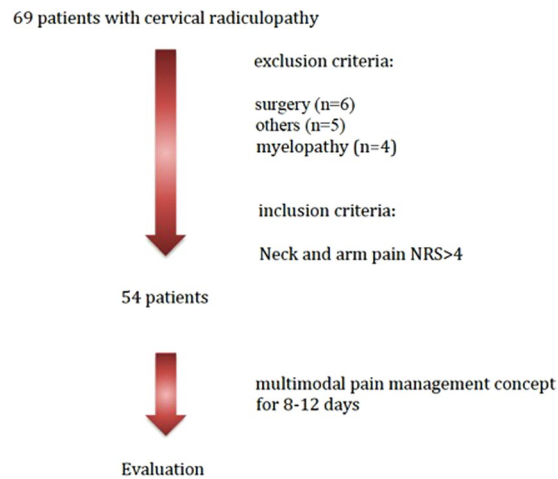 69 patients with cervical radiculopathy
exclusion criteria:
surgery (n=6)
others (n=5)
myelopathy (n=4)
inclusion criteria:
Neck and arm pain NRS>4
54 patients
multimodal pain management concept
for 8-12 days
Evaluation